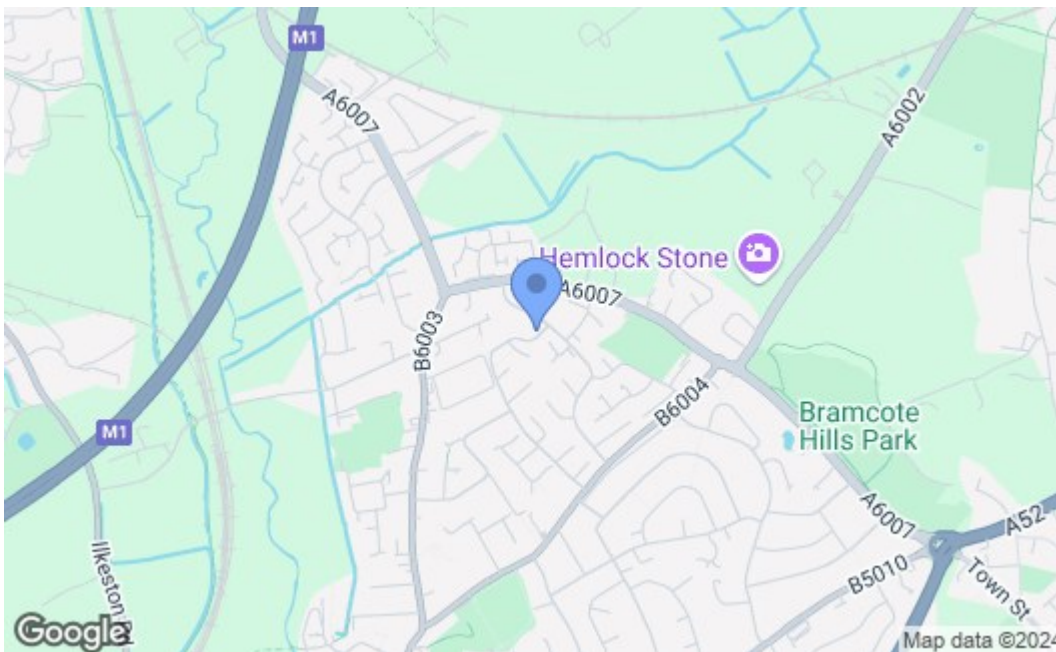 M1
A6007
A6002
Hemlock Stone
A6007
B6003
B6004
Bramcote
Hills Park
M1
A6007
A52
Ilkeston Rd
B5010
Town St
Google
Map data ©2024